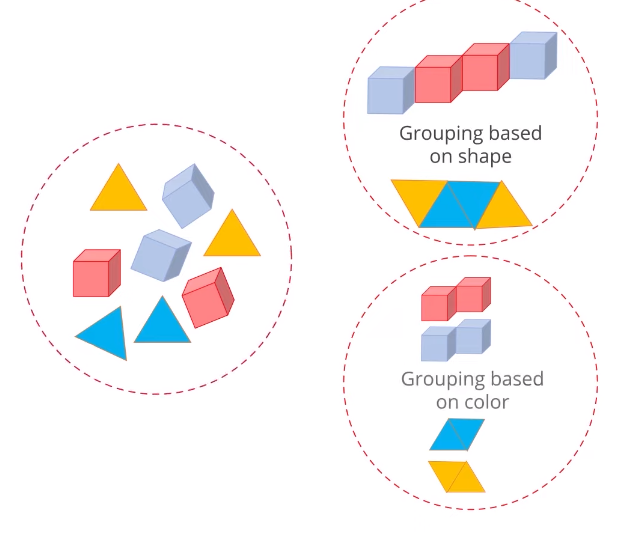 Grouping based
on shape
Grouping based
on color